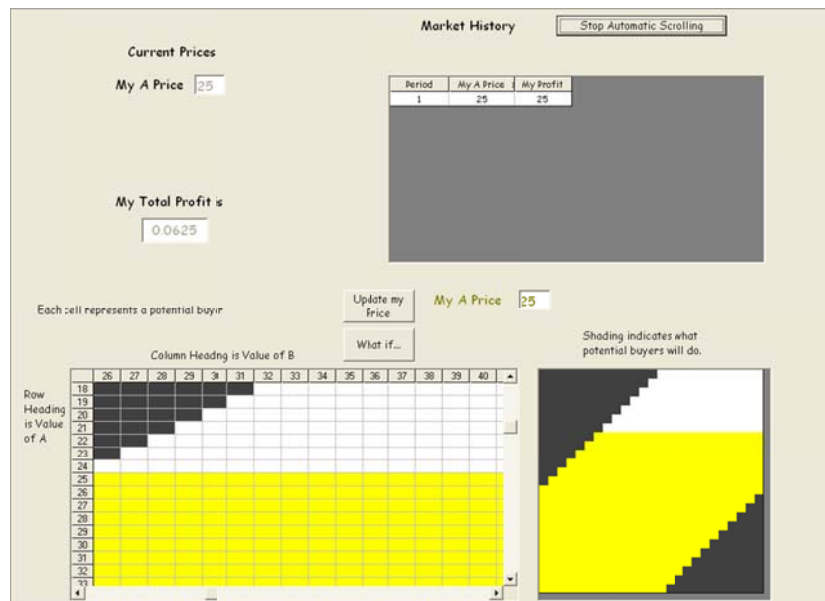 Market History
Stop Automatic Scrolling
Current Prices
My A Price 25
Period My A Price My Profit
1 25 25
My Total Profit is
0.0625
Each cell represents a potential buyer
Update my
Price
My A Price 25
What if...
Shading indicates what
potential buyers will do.
Column Headng is Value of B
Row
Heading
is Value
of A
26 27 28 29 30 31 32 33 34 35 36 37 38 39 40
18
19
20
21
22
23
24
25
26
27
28
29
30
31
32
33